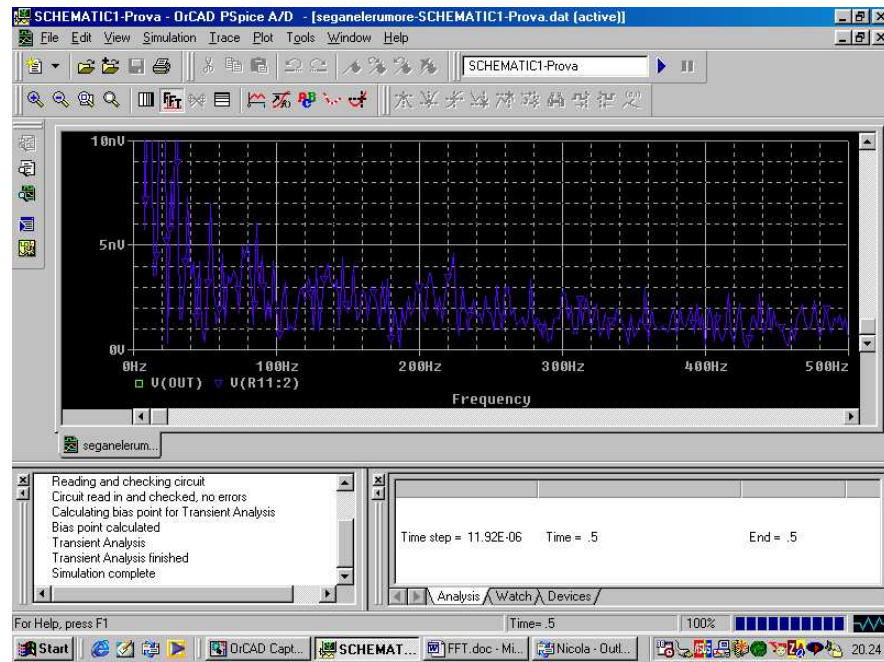 SCHEMATIC1-Prova - OrCAD PSpice A/D - [seganelerumore-SCHEMATIC1-Prova.dat (active)]
File Edit View Simulation Trace Plot Tools Window Help
SCHEMATIC1-Prova
FFT
10nV
5nV
0V
0Hz 100Hz 200Hz 300Hz 400Hz 500Hz
V(OUT) V(R11:2)
Frequency
seganelerum...
Reading and checking circuit
Circuit read in and checked, no errors
Calculating bias point for Transient Analysis
Bias point calculated
Transient Analysis
Transient Analysis finished
Simulation complete
Time step = 11.92E-06 Time = .5 End = .5
Analysis Watch Devices
For Help, press F1 Time= .5 100%
Start OrCAD Capt... SCHEMAT... FFT.doc - Mi... Nicola - Outl... 20.24